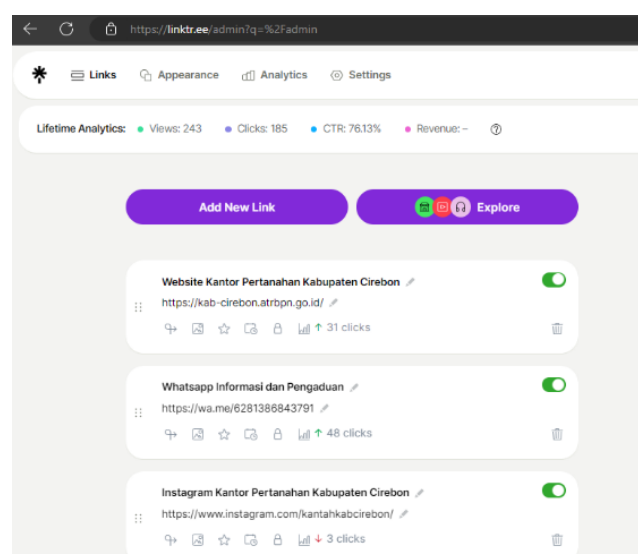 https://linktr.ee/admin?q=%2Fadmin
Links Appearance Analytics Settings
Lifetime Analytics: Views: 243 Clicks: 185 CTR: 76.13% Revenue: –
Add New Link Explore
Website Kantor Pertanahan Kabupaten Cirebon
https://kab-cirebon.atrbpn.go.id/
31 clicks
Whatsapp Informasi dan Pengaduan
https://wa.me/6281386843791
48 clicks
Instagram Kantor Pertanahan Kabupaten Cirebon
https://www.instagram.com/kantahkabcirebon/
3 clicks